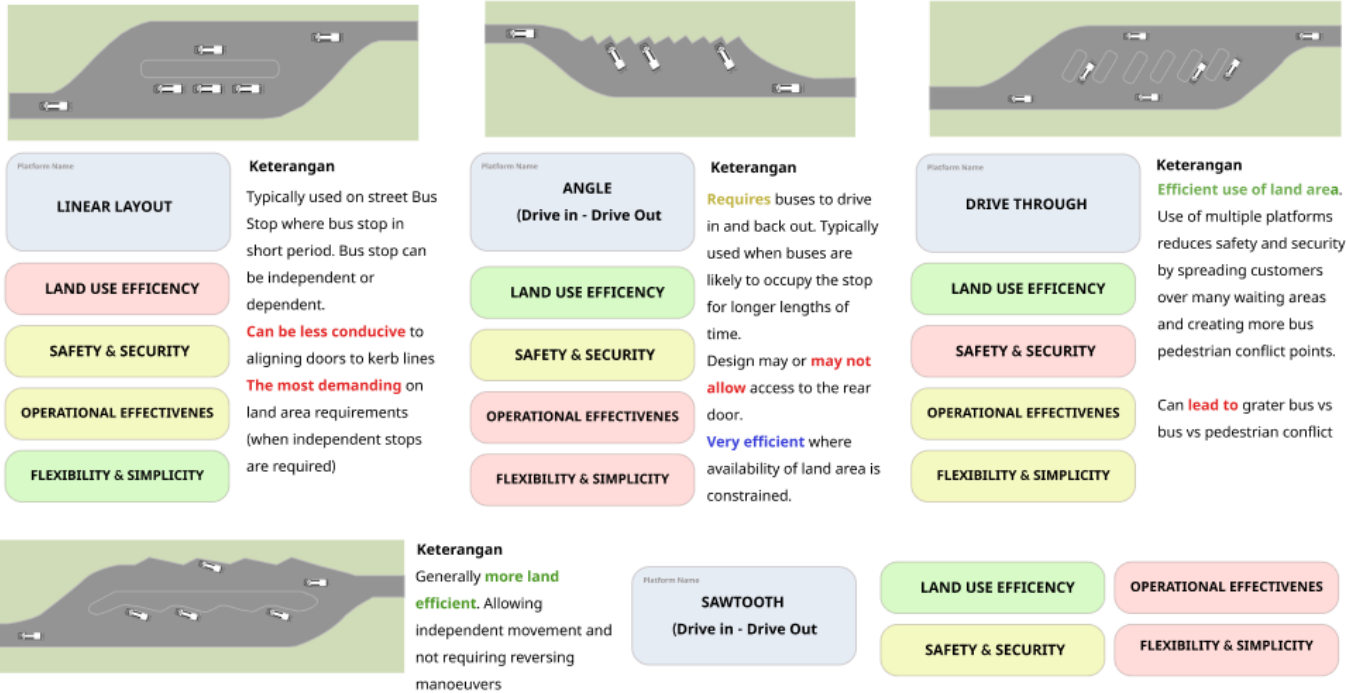 Platform Name
LINEAR LAYOUT
LAND USE EFFICENCY
SAFETY & SECURITY
OPERATIONAL EFFECTIVENES
FLEXIBILITY & SIMPLICITY
Keterangan
Typically used on street Bus
Stop where bus stop in
short period. Bus stop can
be independent or
dependent.
Can be less conducive to
aligning doors to kerb lines
The most demanding on
land area requirements
(when independent stops
are required)
Platform Name
ANGLE
(Drive in - Drive Out
LAND USE EFFICENCY
SAFETY & SECURITY
OPERATIONAL EFFECTIVENES
FLEXIBILITY & SIMPLICITY
Keterangan
Requires buses to drive
in and back out. Typically
used when buses are
likely to occupy the stop
for longer lengths of
time.
Design may or may not
allow access to the rear
door.
Very efficient where
availability of land area is
constrained.
Platform Name
DRIVE THROUGH
LAND USE EFFICENCY
SAFETY & SECURITY
OPERATIONAL EFFECTIVENES
FLEXIBILITY & SIMPLICITY
Keterangan
Efficient use of land area.
Use of multiple platforms
reduces safety and security
by spreading customers
over many waiting areas
and creating more bus
pedestrian conflict points.
Can lead to grater bus vs
bus vs pedestrian conflict
Keterangan
Generally more land
efficient. Allowing
independent movement and
not requiring reversing
manoeuvers
Platform Name
SAWTOOTH
(Drive in - Drive Out
LAND USE EFFICENCY
OPERATIONAL EFFECTIVENES
SAFETY & SECURITY
FLEXIBILITY & SIMPLICITY